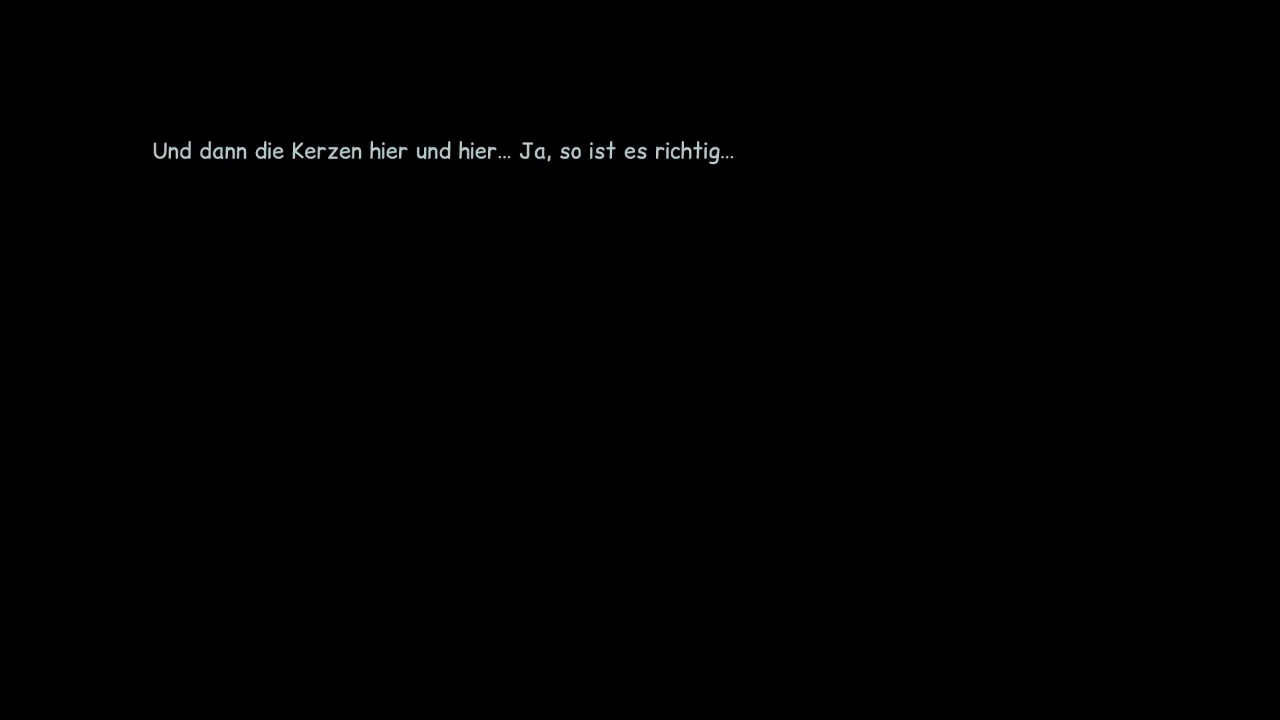 Und dann die Kerzen hier und hier... Ja, so ist es richtig...